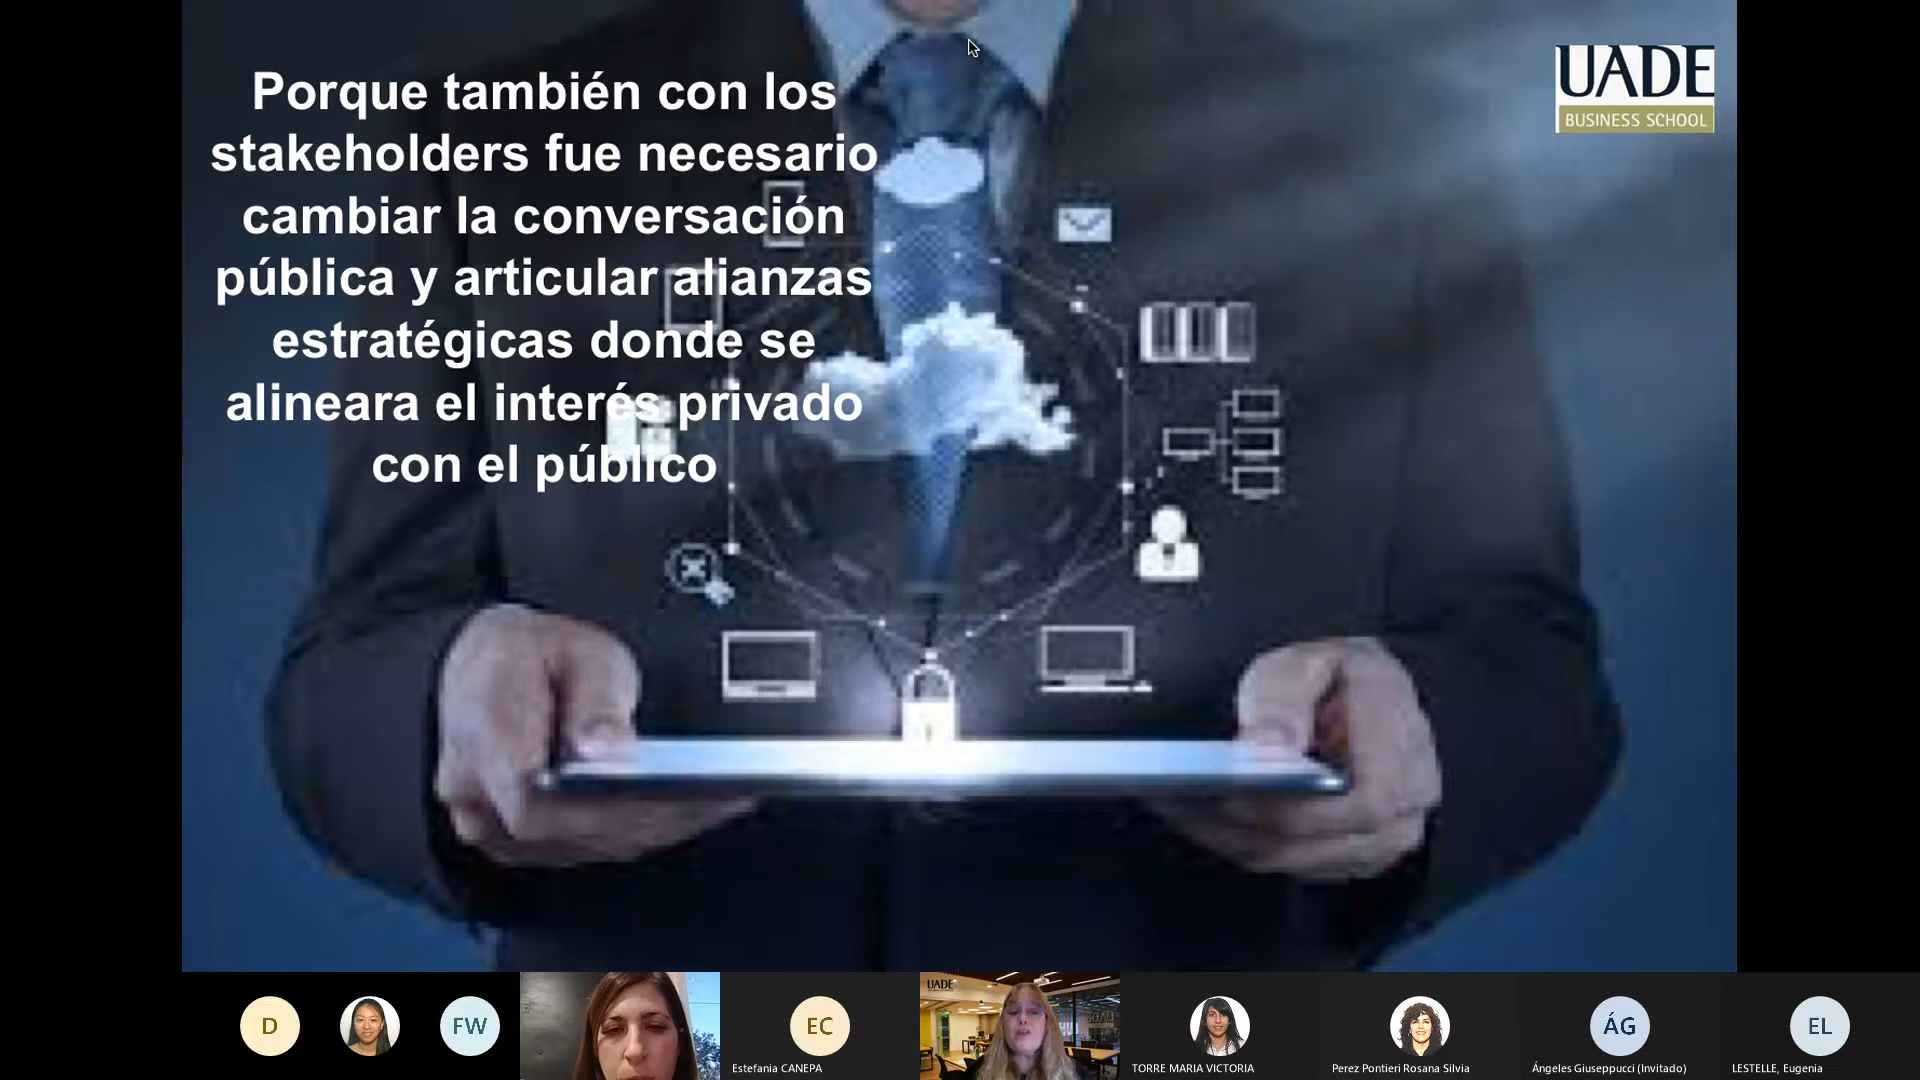 Porque también con los
stakeholders fue necesario
cambiar la conversación
pública y articular alianzas
estratégicas donde se
alineara el interés privado
con el público
UADE
BUSINESS SCHOOL
D
FW
EC
Estefania CANEPA
UADE
TORRE MARIA VICTORIA
Perez Pontieri Rosana Silvia
ÁG
Ángeles Giuseppucci (Invitado)
EL
LESTELLE, Eugenia